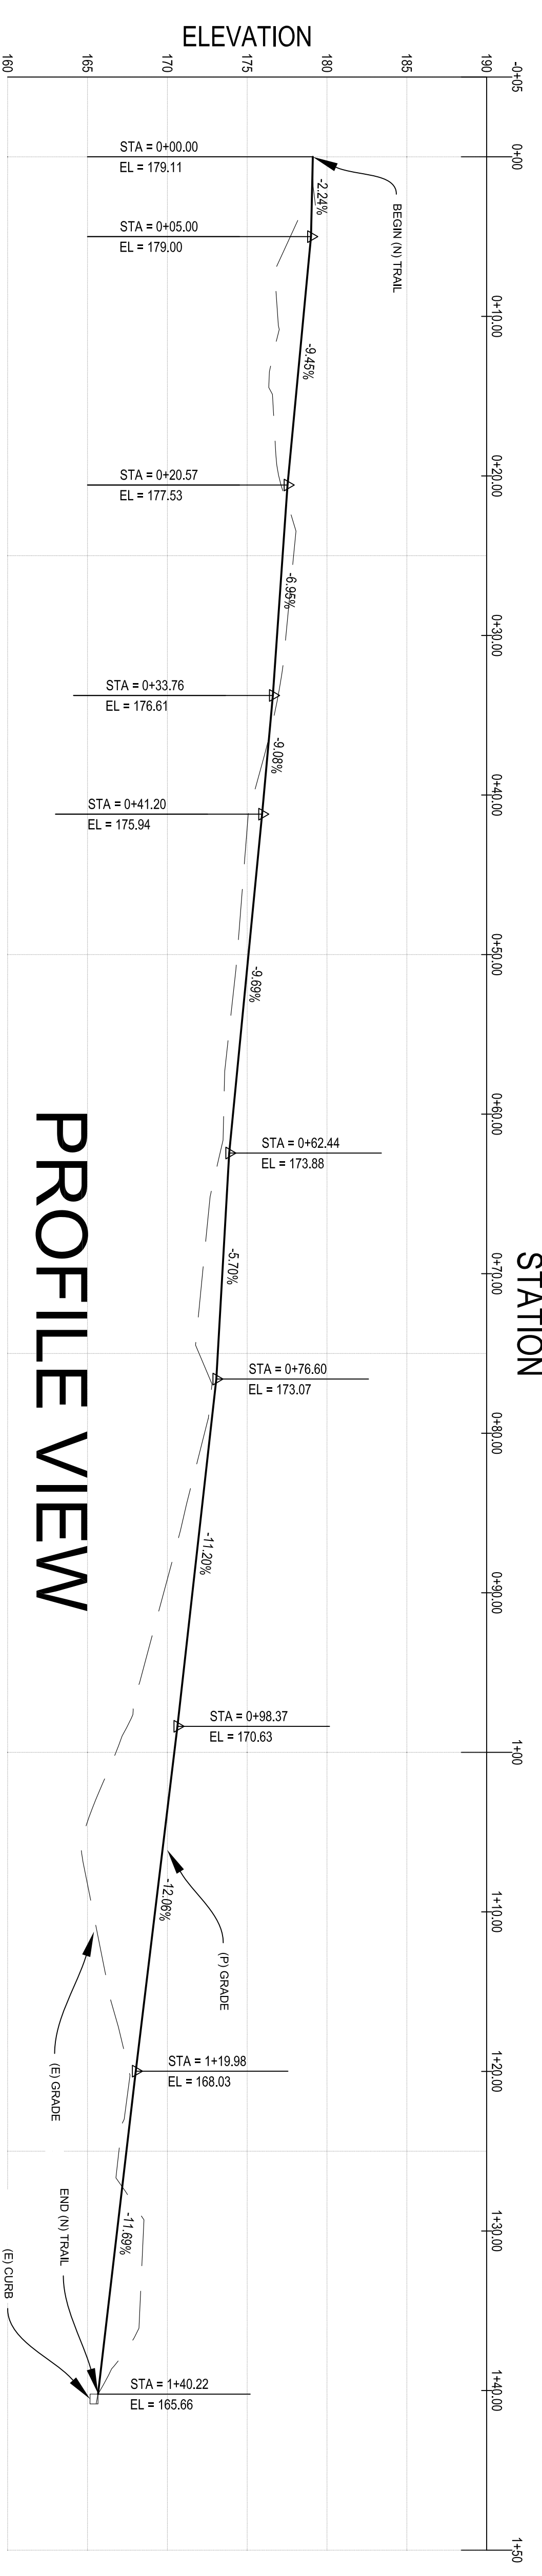 ELEVATION
160
165
170
175
180
185
190
-0+05
0+00
0+10.00
0+20.00
0+30.00
0+40.00
0+50.00
0+60.00
0+70.00
0+80.00
0+90.00
1+00
1+10.00
1+20.00
1+30.00
1+40.00
1+50
STATION
STA = 0+00.00
EL = 179.11
BEGIN (N) TRAIL
-2.24%
STA = 0+05.00
EL = 179.00
-9.45%
STA = 0+20.57
EL = 177.53
-6.95%
STA = 0+33.76
EL = 176.61
-9.08%
STA = 0+41.20
EL = 175.94
-9.69%
STA = 0+62.44
EL = 173.88
-5.70%
STA = 0+76.60
EL = 173.07
-11.20%
STA = 0+98.37
EL = 170.63
-12.06%
(P) GRADE
(E) GRADE
STA = 1+19.98
EL = 168.03
-11.69%
END (N) TRAIL
(E) CURB
STA = 1+40.22
EL = 165.66
PROFILE VIEW